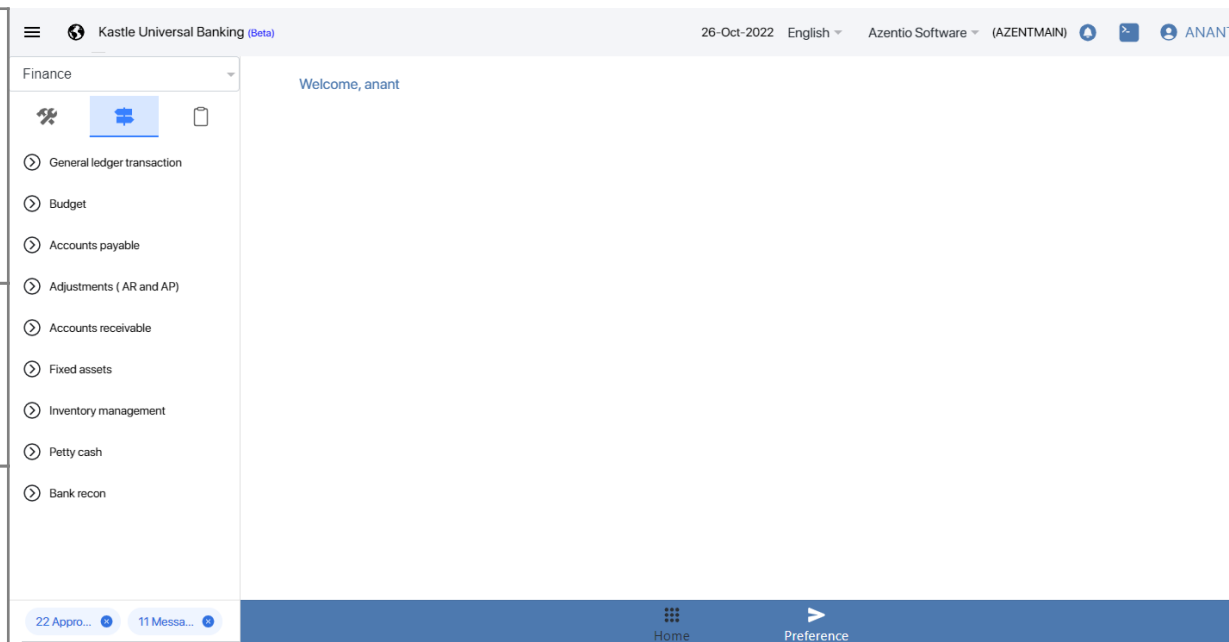 Kastle Universal Banking (Beta) 26-Oct-2022 English Azentio Software (AZENTMAIN) ANANT
Finance
Welcome, anant
General ledger transaction
Budget
Accounts payable
Adjustments ( AR and AP)
Accounts receivable
Fixed assets
Inventory management
Petty cash
Bank recon
22 Appro... 11 Messa...
Home Preference